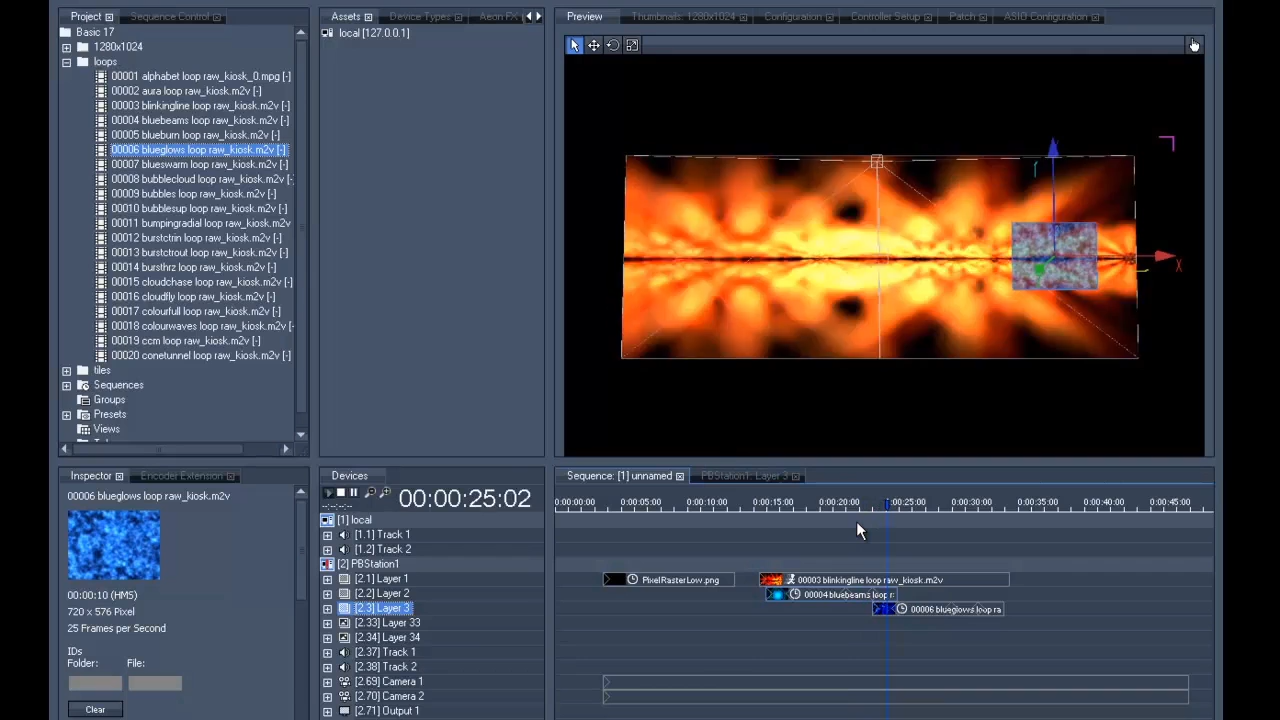 Project
Sequence Control
Basic 17
1280x1024
loops
00001 alphabet loop raw_kiosk_0.mpg [-]
00002 aura loop raw_kiosk.m2v [-]
00003 blinkingline loop raw_kiosk.m2v [-]
00004 bluebeams loop raw_kiosk.m2v [-]
00005 blueburn loop raw_kiosk.m2v [-]
00006 blueglows loop raw_kiosk.m2v [-]
00007 blueswarm loop raw_kiosk.m2v [-]
00008 bubblecloud loop raw_kiosk.m2v [-]
00009 bubbles loop raw_kiosk.m2v [-]
00010 bubblesup loop raw_kiosk.m2v [-]
00011 bumpingradial loop raw_kiosk.m2v
00012 burstctrin loop raw_kiosk.m2v [-]
00013 burstctrout loop raw_kiosk.m2v [-]
00014 bursthrz loop raw_kiosk.m2v [-]
00015 cloudchase loop raw_kiosk.m2v
00016 cloudfly loop raw_kiosk.m2v [-]
00017 colourfull loop raw_kiosk.m2v [-]
00018 colourwaves loop raw_kiosk.m2v [-]
00019 ccm loop raw_kiosk.m2v [-]
00020 conetunnel loop raw_kiosk.m2v [-]
tiles
Sequences
Groups
Presets
Views
Assets
Device Types
Aeon FX
local [127.0.0.1]
Preview
Thumbnails: 1280x1024
Configuration
Controller Setup
Patch
ASIO Configuration
X
Inspector
Encoder Extension
00006 blueglows loop raw_kiosk.m2v
00:00:10 (HMS)
720 x 576 Pixel
25 Frames per Second
IDs
Folder: File:
Clear
Devices
00:00:25:02
[1] local
[1.1] Track 1
[1.2] Track 2
[2] PBStation1
[2.1] Layer 1
[2.2] Layer 2
[2.3] Layer 3
[2.33] Layer 33
[2.34] Layer 34
[2.37] Track 1
[2.38] Track 2
[2.69] Camera 1
[2.70] Camera 2
[2.71] Output 1
Sequence: [1] unnamed
PBStation1: Layer 3
0:00:00:00 0:00:05:00 0:00:10:00 0:00:15:00 0:00:20:00 :00:25:00 0:00:30:00 0:00:35:00 0:00:40:00 0:00:45:00
PixelRasterLow.png
00003 blinkingline loop raw_kiosk.m2v
00004 bluebeams loop r
00006 blueglows loop ra